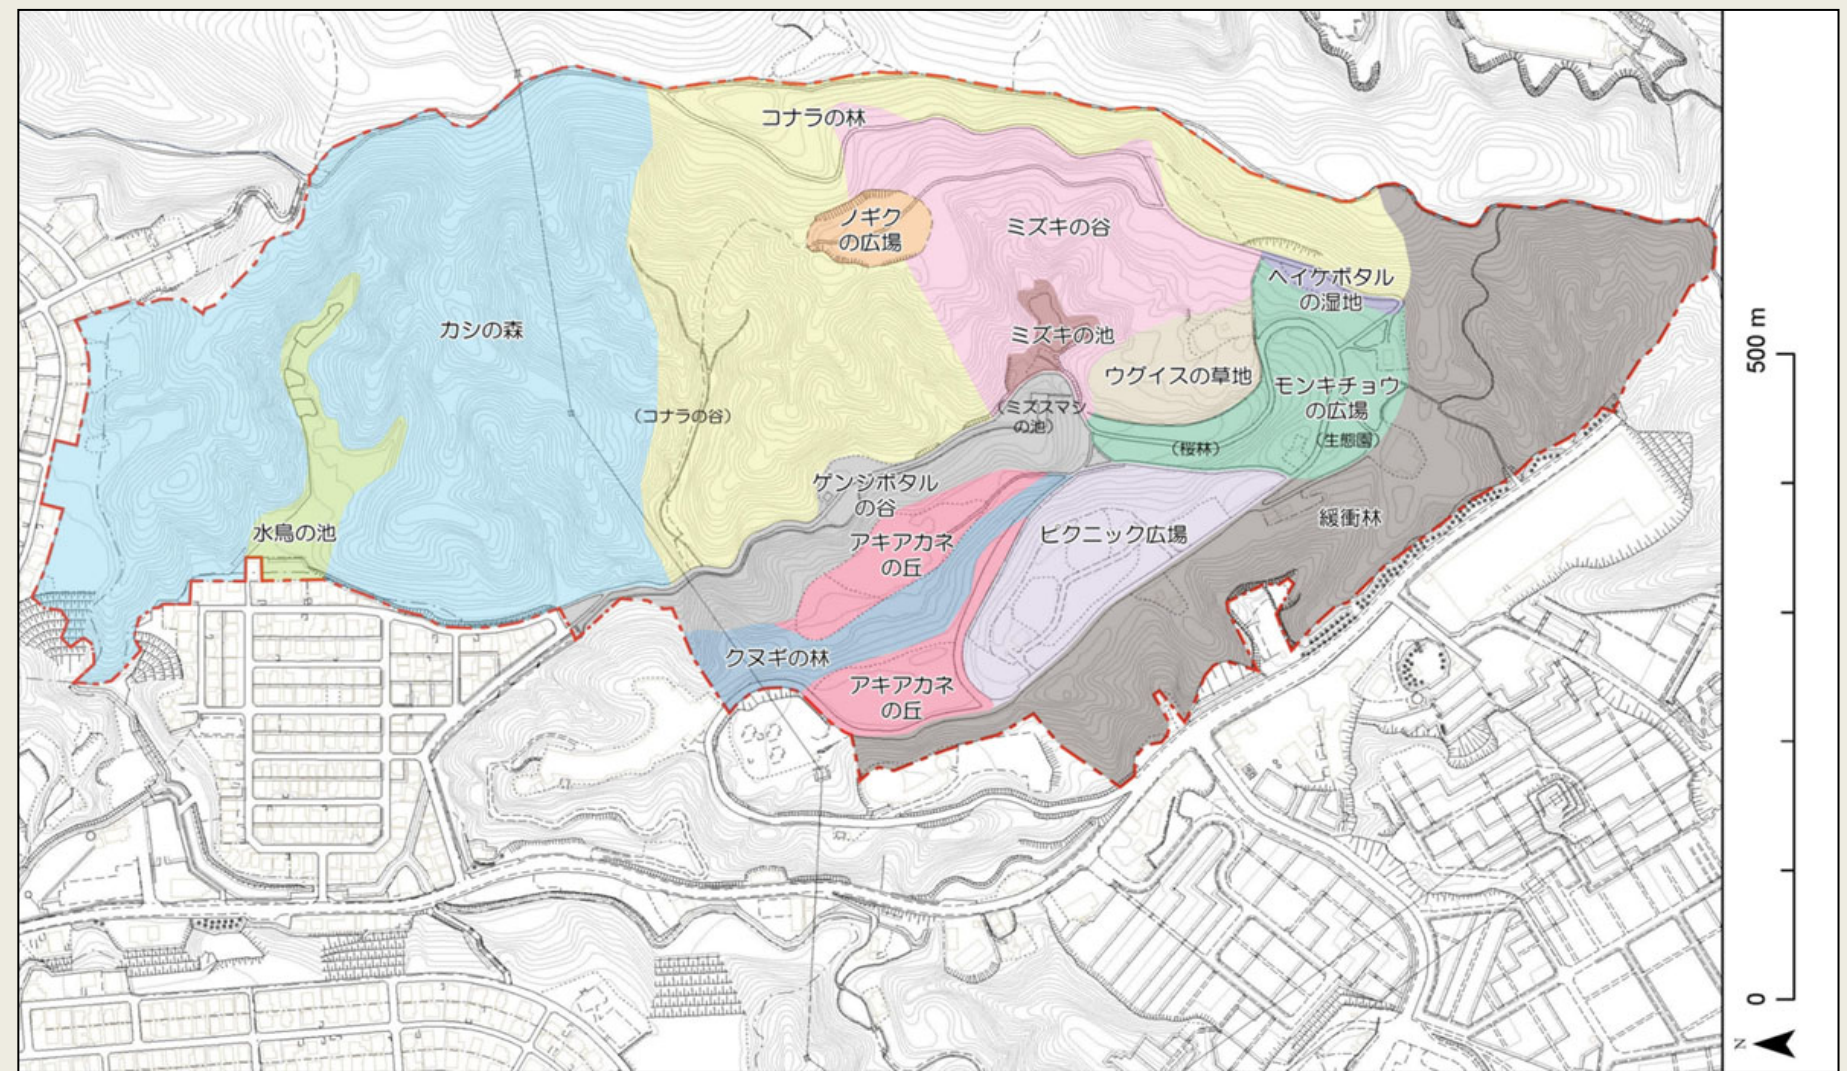 コナラの林
ノギク
の広場
ミズキの谷
ヘイケボタル
の湿地
カシの森
ミズキの池
ウグイスの草地
モンキチョウ
の広場
（生態園）
（コナラの谷）
（ミズスマシ
の池）
（桜林）
ゲンジボタル
の谷
水鳥の池
アキアカネ
の丘
ピクニック広場
緩衝林
クヌギの林
アキアカネ
の丘
500 m
0
N